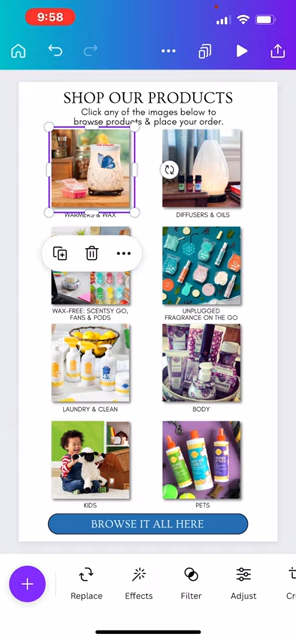 9:58
SHOP OUR PRODUCTS
Click any of the images below to
browse products & place your order.
WARMERS & WAX
DIFFUSERS & OILS
WAX-FREE: SCENTSY GO,
FANS & PODS
UNPLUGGED
FRAGRANCE ON THE GO
LAUNDRY & CLEAN
BODY
KIDS
PETS
BROWSE IT ALL HERE
Replace
Effects
Filter
Adjust
Cr